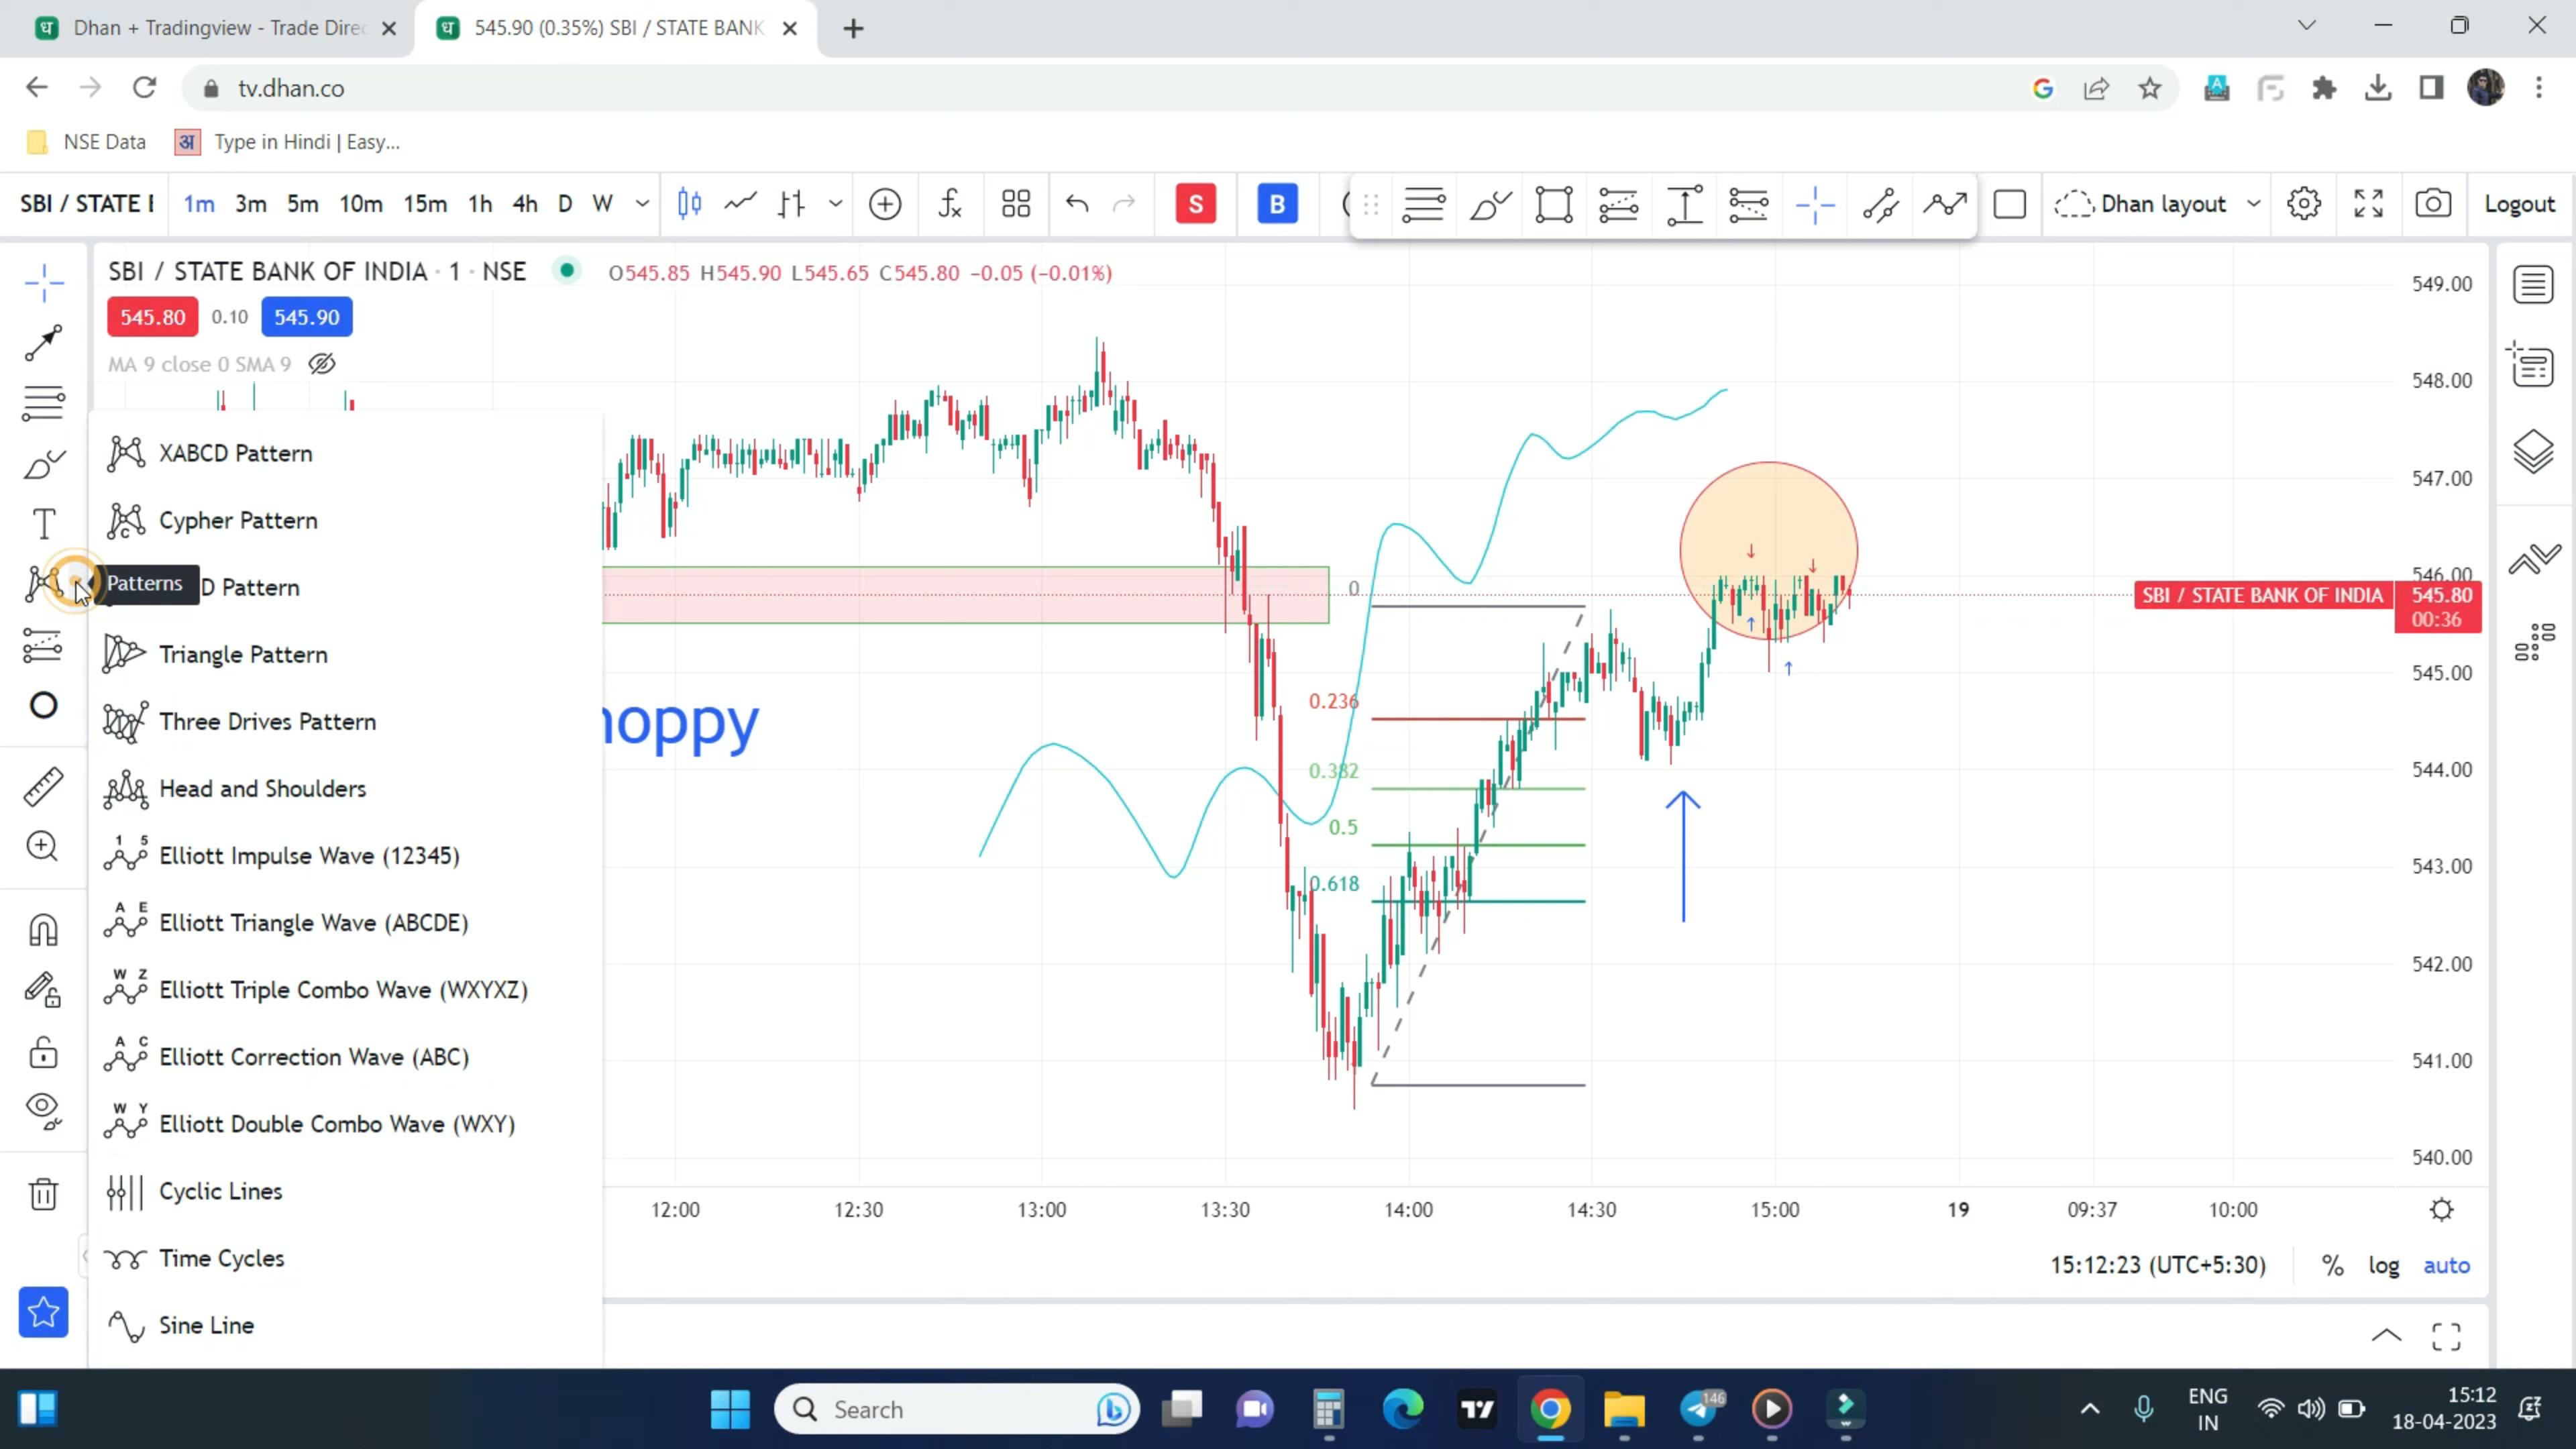 Dhan + Tradingview - Trade Direc
545.90 (0.35%) SBI / STATE BANK
tv.dhan.co
NSE Data
अ Type in Hindi | Easy...
SBI / STATE E
1m 3m 5m 10m 15m 1h 4h D W
S
B
Dhan layout
Logout
SBI / STATE BANK OF INDIA · 1 · NSE
O545.85 H545.90 L545.65 C545.80 −0.05 (−0.01%)
545.80 0.10 545.90
MA 9 close 0 SMA 9
XABCD Pattern
Cypher Pattern
Patterns
D Pattern
Triangle Pattern
Three Drives Pattern
Head and Shoulders
Elliott Impulse Wave (12345)
Elliott Triangle Wave (ABCDE)
Elliott Triple Combo Wave (WXYXZ)
Elliott Correction Wave (ABC)
Elliott Double Combo Wave (WXY)
Cyclic Lines
Time Cycles
Sine Line
hoppy
0
0.236
0.382
0.5
0.618
549.00
548.00
547.00
546.00
SBI / STATE BANK OF INDIA 545.80
00:36
545.00
544.00
543.00
542.00
541.00
540.00
12:00 12:30 13:00 13:30 14:00 14:30 15:00 19 09:37 10:00
15:12:23 (UTC+5:30) % log auto
Search
146
ENG
IN
15:12
18-04-2023